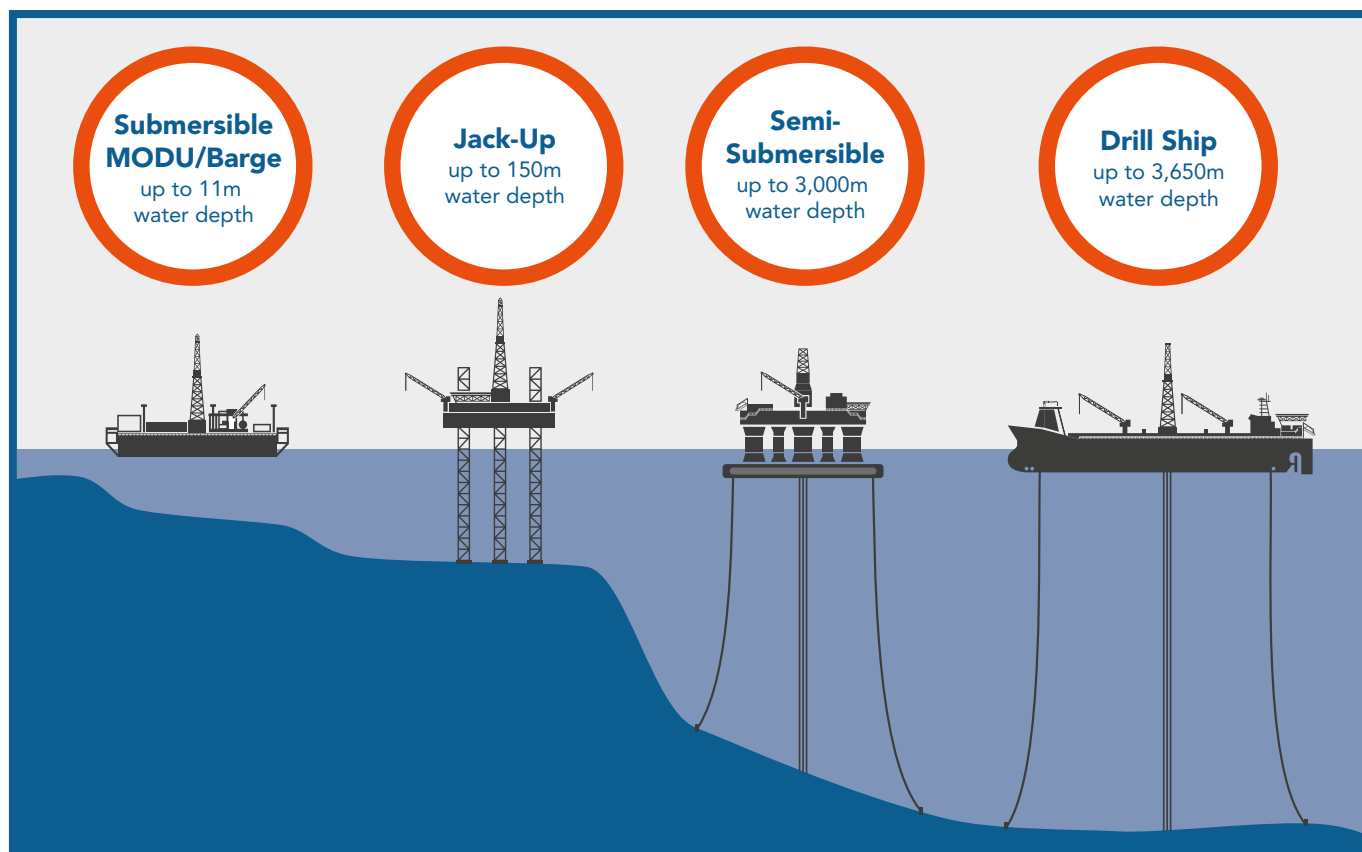 Submersible
MODU/Barge
up to 11m
water depth
Jack-Up
up to 150m
water depth
Semi-
Submersible
up to 3,000m
water depth
Drill Ship
up to 3,650m
water depth